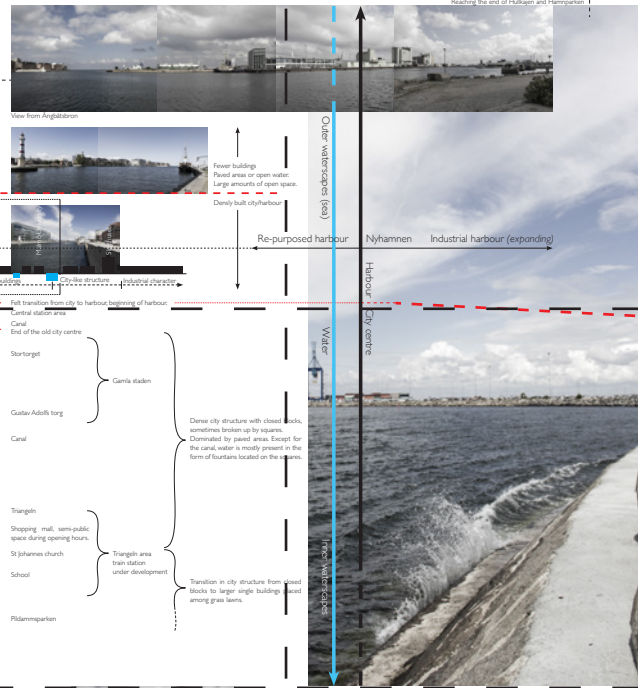 Reaching the end of Hullkajen and Hamnparken
View from Ångbåtsbron
Fewer buildings
Paved areas or open water.
Large amounts of open space.
Densly built city/harbour
Outer waterscapes (sea)
Re-purposed harbour
Nyhamnen
Industrial harbour (expanding)
City-like structure
Industrial character
Felt transition from city to harbour, beginning of harbour.
Central station area
Canal
End of the old city centre
Stortorget
Gamla staden
Gustav Adolfs torg
Canal
Harbour
City centre
Water
Dense city structure with closed blocks,
sometimes broken up by squares.
Dominated by paved areas. Except for
the canal, water is mostly present in the
form of fountains located on the squares.
Triangeln
Shopping mall, semi-public
space during opening hours.
St Johannes church
School
Triangeln area
train station
under development
Transition in city structure from closed
blocks to larger single buildings placed
among grass lawns.
Inner waterscapes
Pildammsparken